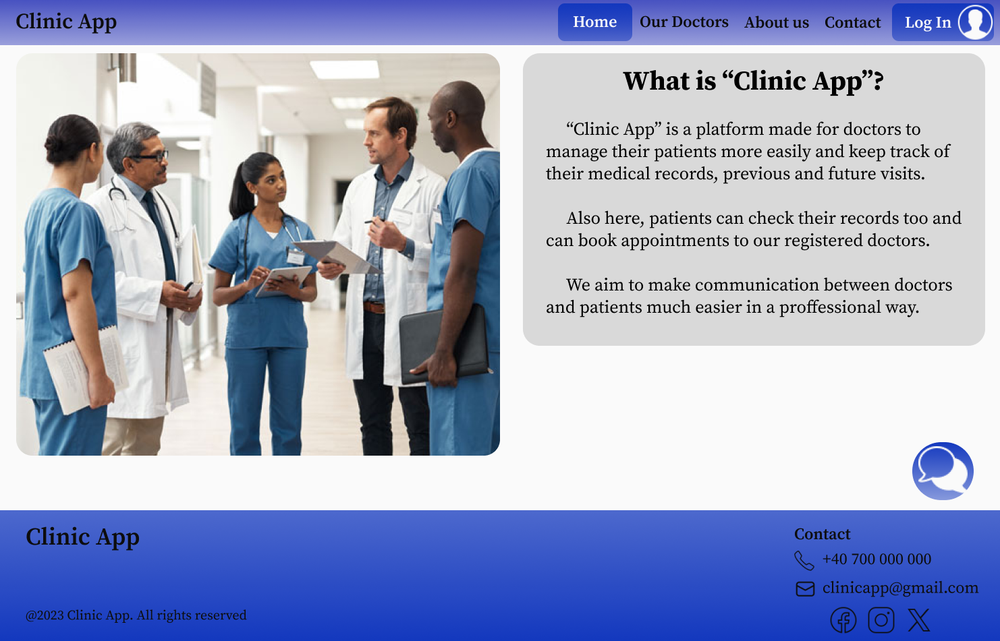 Clinic App
Home
Our Doctors
About us
Contact
Log In
What is “Clinic App”?
“Clinic App” is a platform made for doctors to
manage their patients more easily and keep track of
their medical records, previous and future visits.
Also here, patients can check their records too and
can book appointments to our registered doctors.
We aim to make communication between doctors
and patients much easier in a proffessional way.
Clinic App
@2023 Clinic App. All rights reserved
Contact
+40 700 000 000
clinicapp@gmail.com